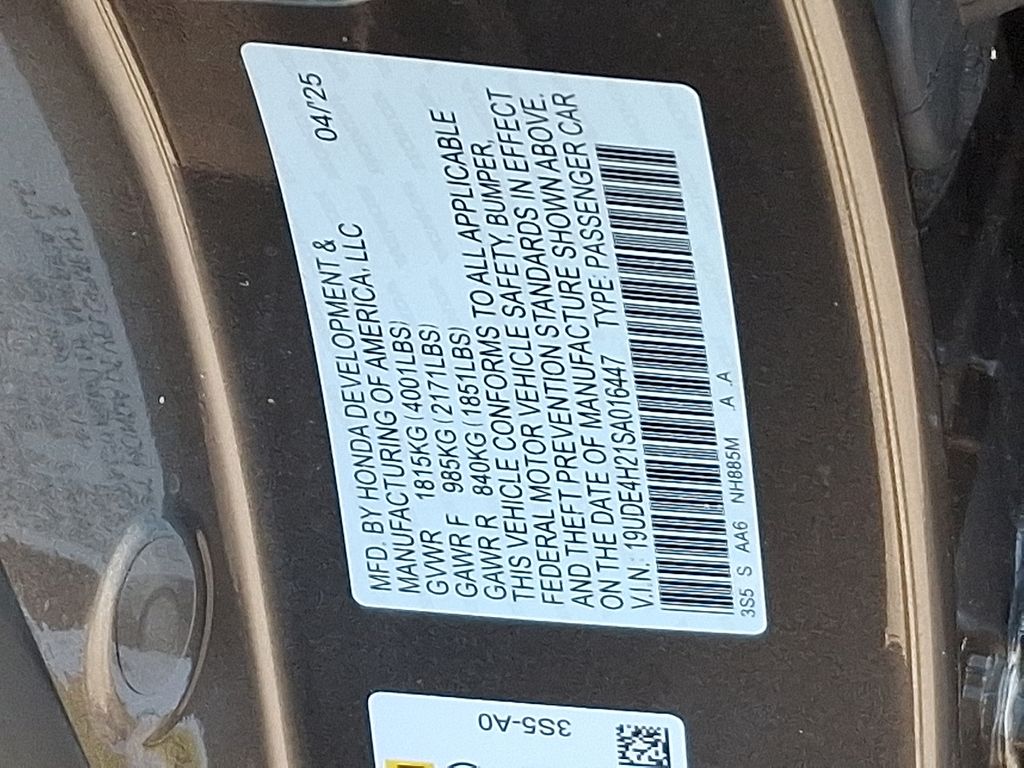 MFD. BY HONDA DEVELOPMENT & 04/'25
MANUFACTURING OF AMERICA, LLC
GVWR 1815KG (4001LBS)
GAWR F 985KG (2171LBS)
GAWR R 840KG (1851LBS)
THIS VEHICLE CONFORMS TO ALL APPLICABLE
FEDERAL MOTOR VEHICLE SAFETY, BUMPER,
AND THEFT PREVENTION STANDARDS IN EFFECT
ON THE DATE OF MANUFACTURE SHOWN ABOVE.
V.I.N.: 19UDE4H21SA016447 TYPE: PASSENGER CAR
3S5 S AA6 NH885M .A .A
3S5-A0